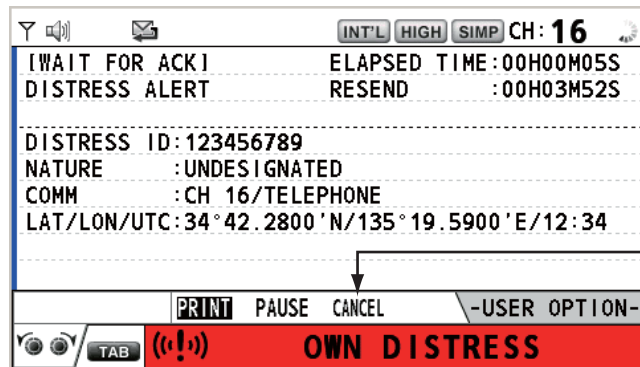 INT'L HIGH SIMP CH: 16
[WAIT FOR ACK] ELAPSED TIME:00H00M05S
DISTRESS ALERT RESEND :00H03M52S
DISTRESS ID:123456789
NATURE :UNDESIGNATED
COMM :CH 16/TELEPHONE
LAT/LON/UTC:34°42.2800'N/135°19.5900'E/12:34
PRINT PAUSE CANCEL -USER OPTION-
TAB OWN DISTRESS